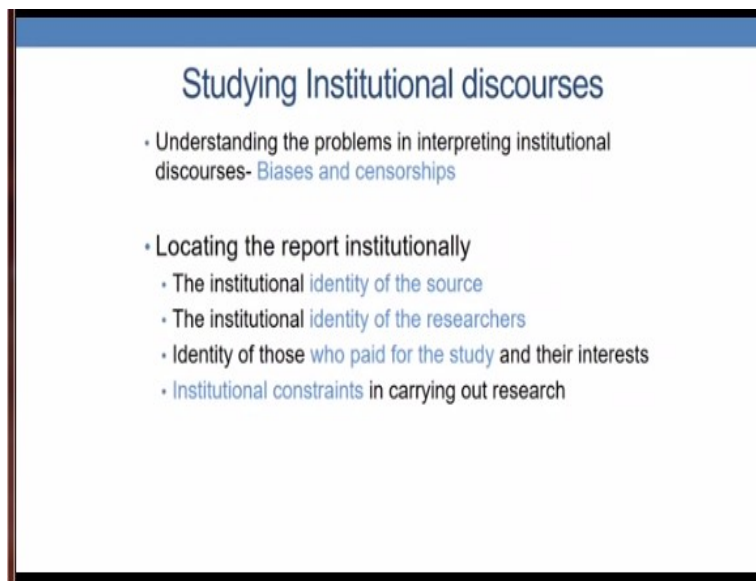 Studying Institutional discourses
• Understanding the problems in interpreting institutional
discourses- Biases and censorships
• Locating the report institutionally
• The institutional identity of the source
• The institutional identity of the researchers
• Identity of those who paid for the study and their interests
• Institutional constraints in carrying out research